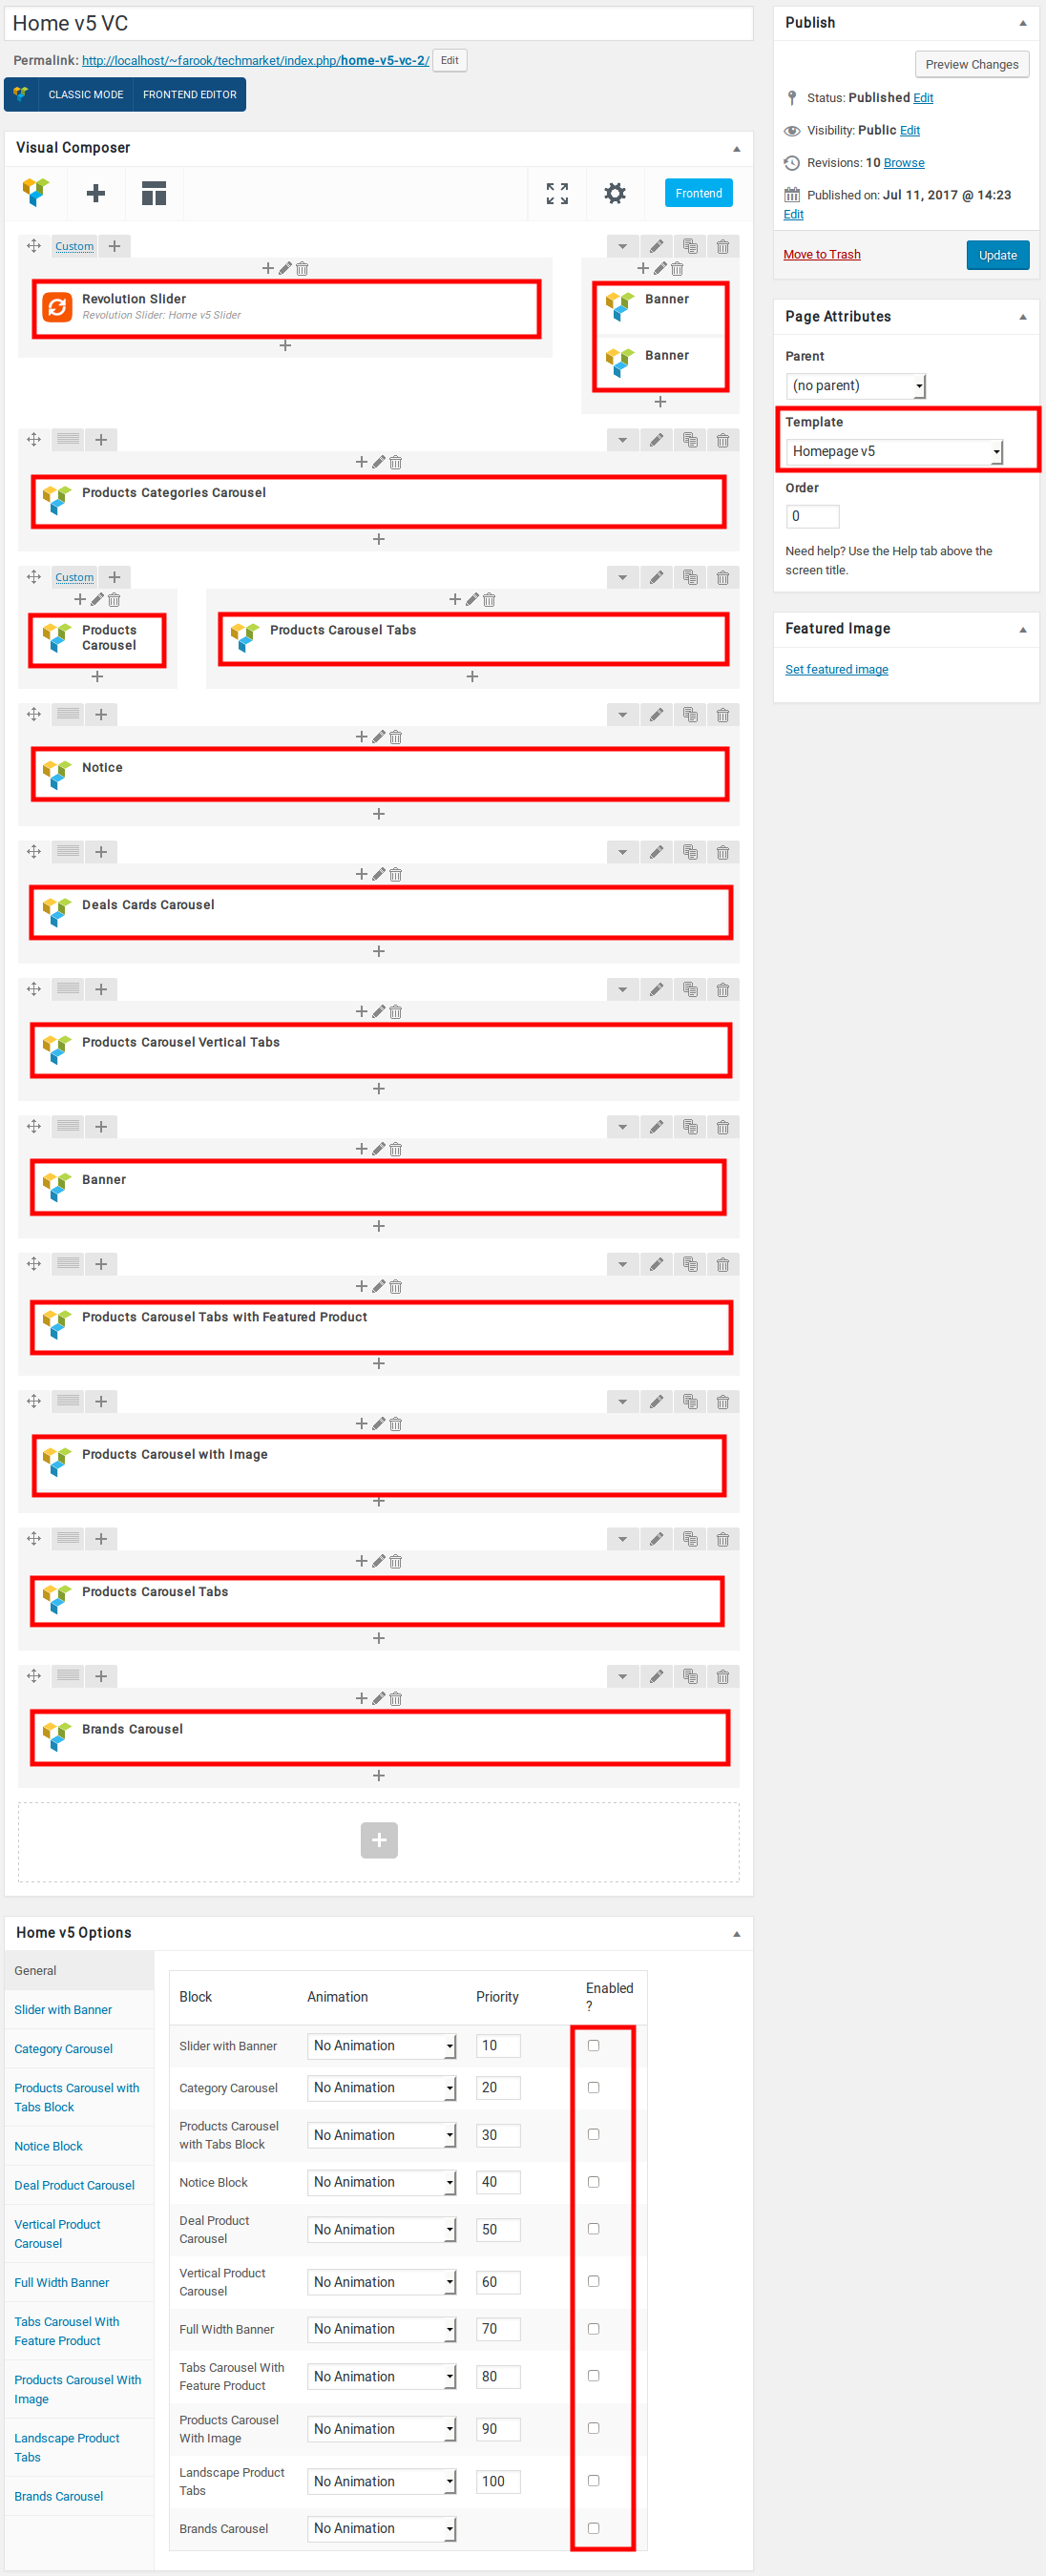 Home v5 VC
Permalink: http://localhost/~farook/techmarket/index.php/home-v5-vc-2/ Edit
CLASSIC MODE FRONTEND EDITOR
Visual Composer
Frontend
Custom
Revolution Slider
Revolution Slider: Home v5 Slider
Banner
Banner
Products Categories Carousel
Custom
Products
Carousel
Products Carousel Tabs
Notice
Deals Cards Carousel
Products Carousel Vertical Tabs
Banner
Products Carousel Tabs with Featured Product
Products Carousel with Image
Products Carousel Tabs
Brands Carousel
Publish
Preview Changes
Status: Published Edit
Visibility: Public Edit
Revisions: 10 Browse
Published on: Jul 11, 2017 @ 14:23
Edit
Move to Trash
Update
Page Attributes
Parent
(no parent)
Template
Homepage v5
Order
0
Need help? Use the Help tab above the
screen title.
Featured Image
Set featured image
Home v5 Options
General
Slider with Banner
Category Carousel
Products Carousel with
Tabs Block
Notice Block
Deal Product Carousel
Vertical Product
Carousel
Full Width Banner
Tabs Carousel With
Feature Product
Products Carousel With
Image
Landscape Product
Tabs
Brands Carousel
Block Animation Priority Enabled
?
Slider with Banner No Animation 10
Category Carousel No Animation 20
Products Carousel
with Tabs Block No Animation 30
Notice Block No Animation 40
Deal Product
Carousel No Animation 50
Vertical Product
Carousel No Animation 60
Full Width Banner No Animation 70
Tabs Carousel With
Feature Product No Animation 80
Products Carousel
With Image No Animation 90
Landscape Product
Tabs No Animation 100
Brands Carousel No Animation